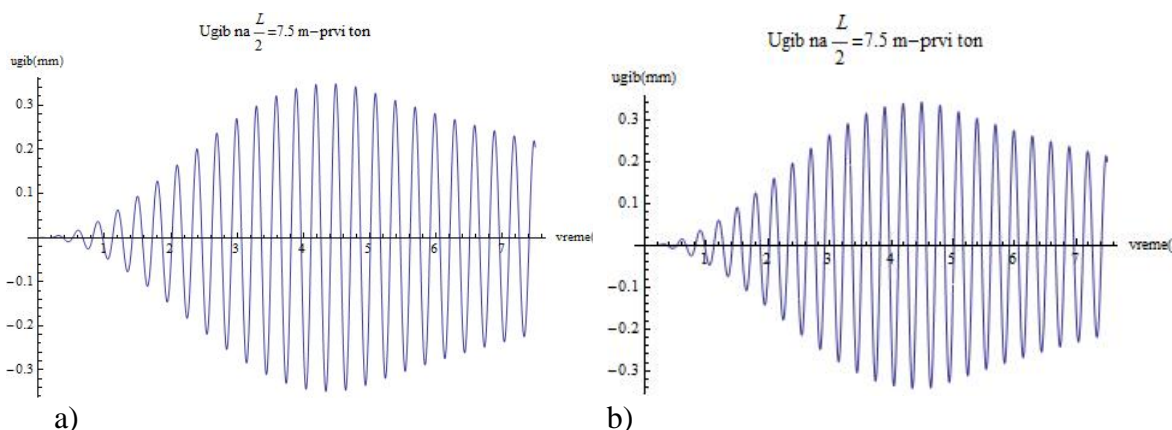 Ugib na L/2 =7.5 m–prvi ton
ugib(mm)
0.3
0.2
0.1
−0.1
−0.2
−0.3
1 2 3 4 5 6 7
vreme(
a)
Ugib na L/2 =7.5 m–prvi ton
ugib(mm)
0.3
0.2
0.1
−0.1
−0.2
−0.3
1 2 3 4 5 6 7
vreme(
b)